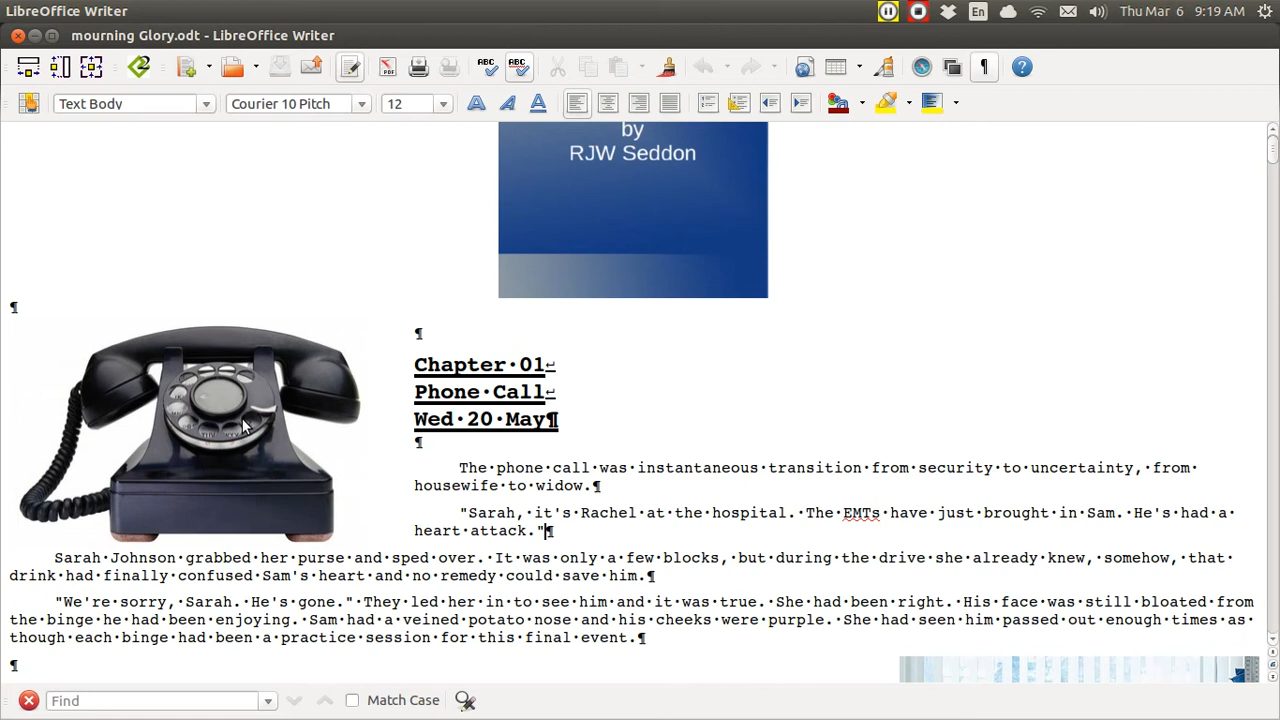 LibreOffice Writer
En
Thu Mar 6
9:19 AM
mourning Glory.odt - LibreOffice Writer
ABC
ABC
Text Body
Courier 10 Pitch
12
by
RJW Seddon
¶
¶
Chapter·01↵
Phone·Call↵
Wed·20·May¶
¶
The·phone·call·was·instantaneous·transition·from·security·to·uncertainty,·from·
housewife·to·widow.¶
"Sarah,·it's·Rachel·at·the·hospital.·The·EMTs·have·just·brought·in·Sam.·He's·had·a·
heart·attack."¶
Sarah·Johnson·grabbed·her·purse·and·sped·over.·It·was·only·a·few·blocks,·but·during·the·drive·she·already·knew,·somehow,·that·
drink·had·finally·confused·Sam's·heart·and·no·remedy·could·save·him.¶
"We're·sorry,·Sarah.·He's·gone."·They·led·her·in·to·see·him·and·it·was·true.·She·had·been·right.·His·face·was·still·bloated·from·
the·binge·he·had·been·enjoying.·Sam·had·a·veined·potato·nose·and·his·cheeks·were·purple.·She·had·seen·him·passed·out·enough·times·as·
though·each·binge·had·been·a·practice·session·for·this·final·event.¶
¶
Find
Match Case